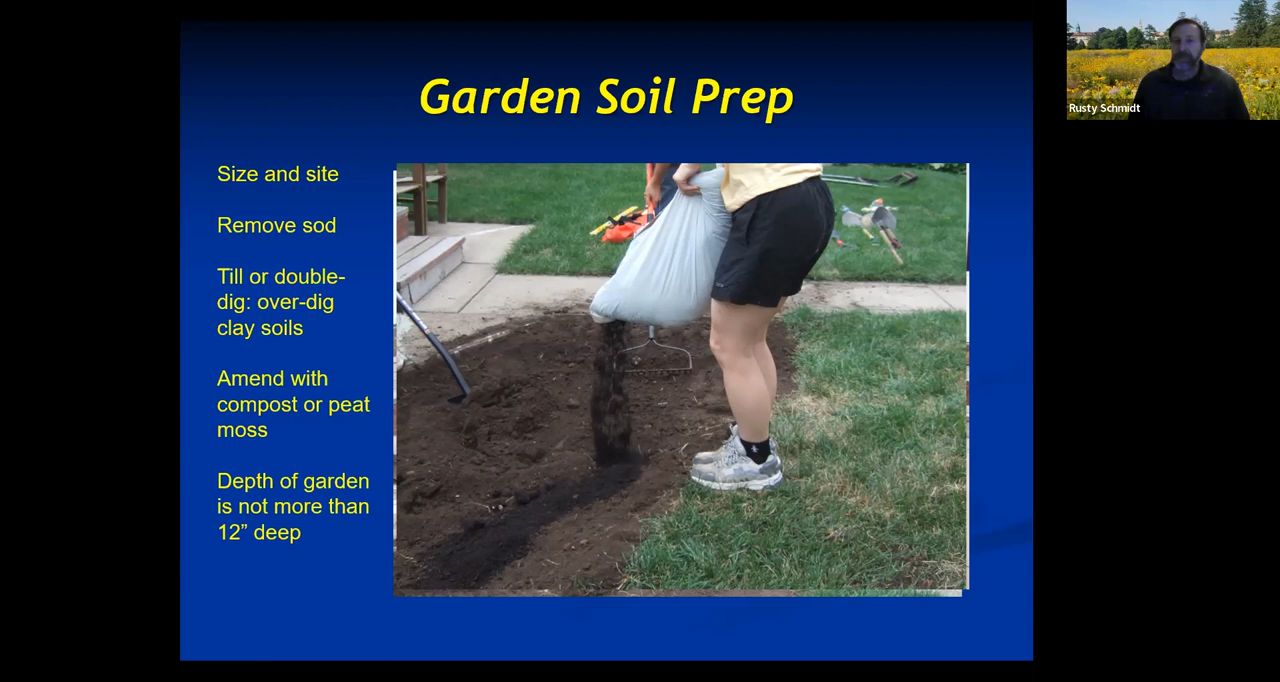 Garden Soil Prep
Rusty Schmidt
Size and site
Remove sod
Till or double-
dig: over-dig
clay soils
Amend with
compost or peat
moss
Depth of garden
is not more than
12” deep